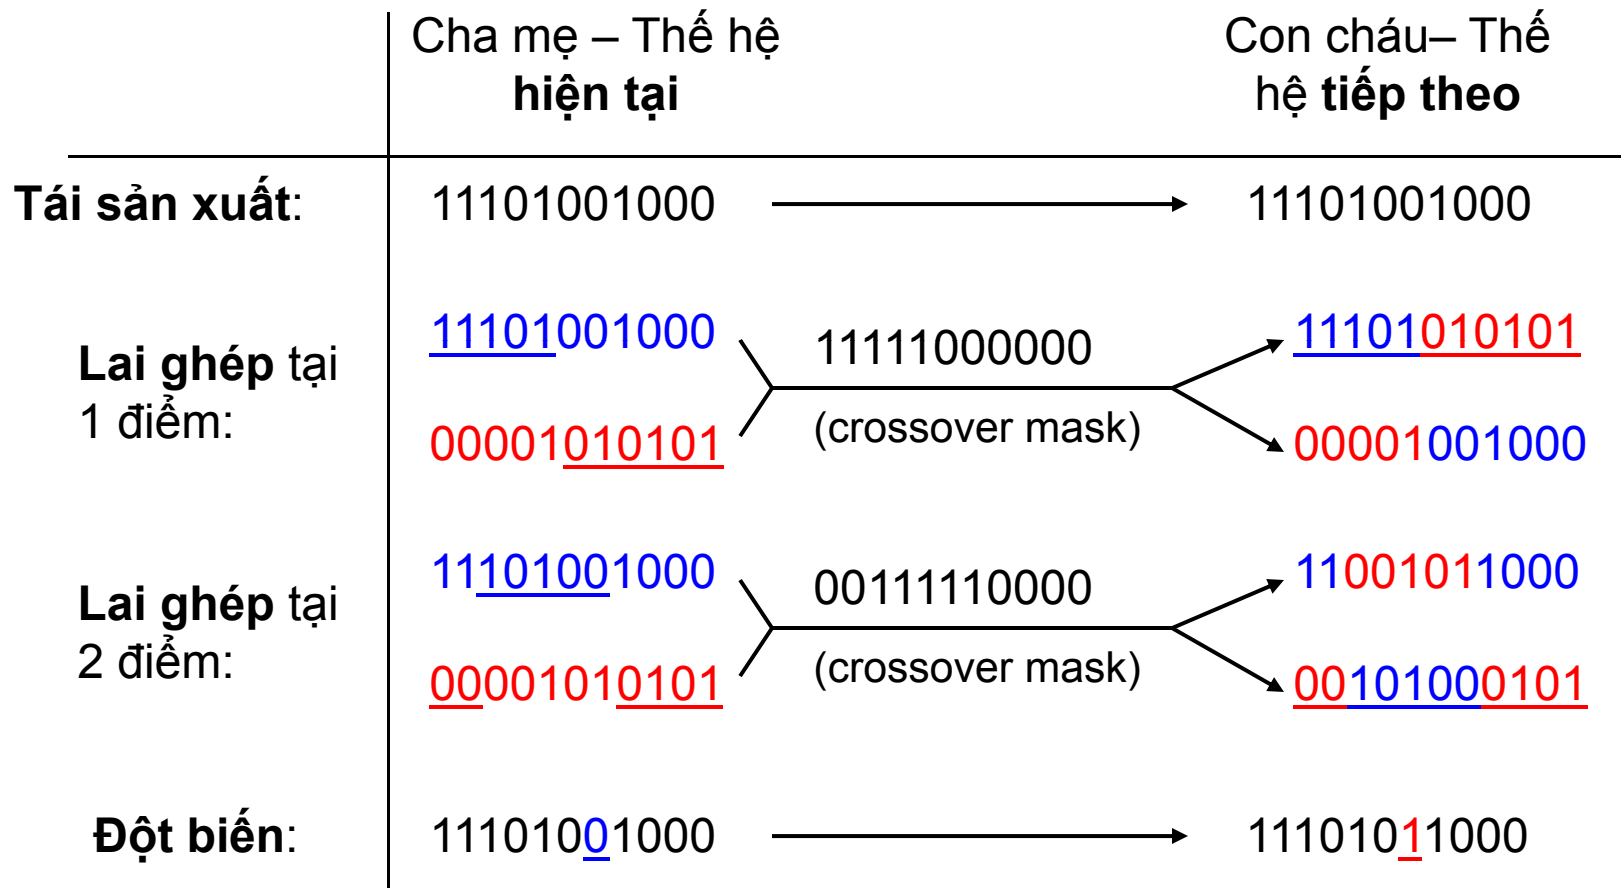 Cha mẹ – Thế hệ
hiện tại
Con cháu– Thế
hệ tiếp theo
Tái sản xuất:
11101001000
11101001000
Lai ghép tại
1 điểm:
11101001000
00001010101
11111000000
(crossover mask)
11101010101
00001001000
Lai ghép tại
2 điểm:
11101001000
00001010101
00111110000
(crossover mask)
11001011000
00101000101
Đột biến:
11101001000
11101011000